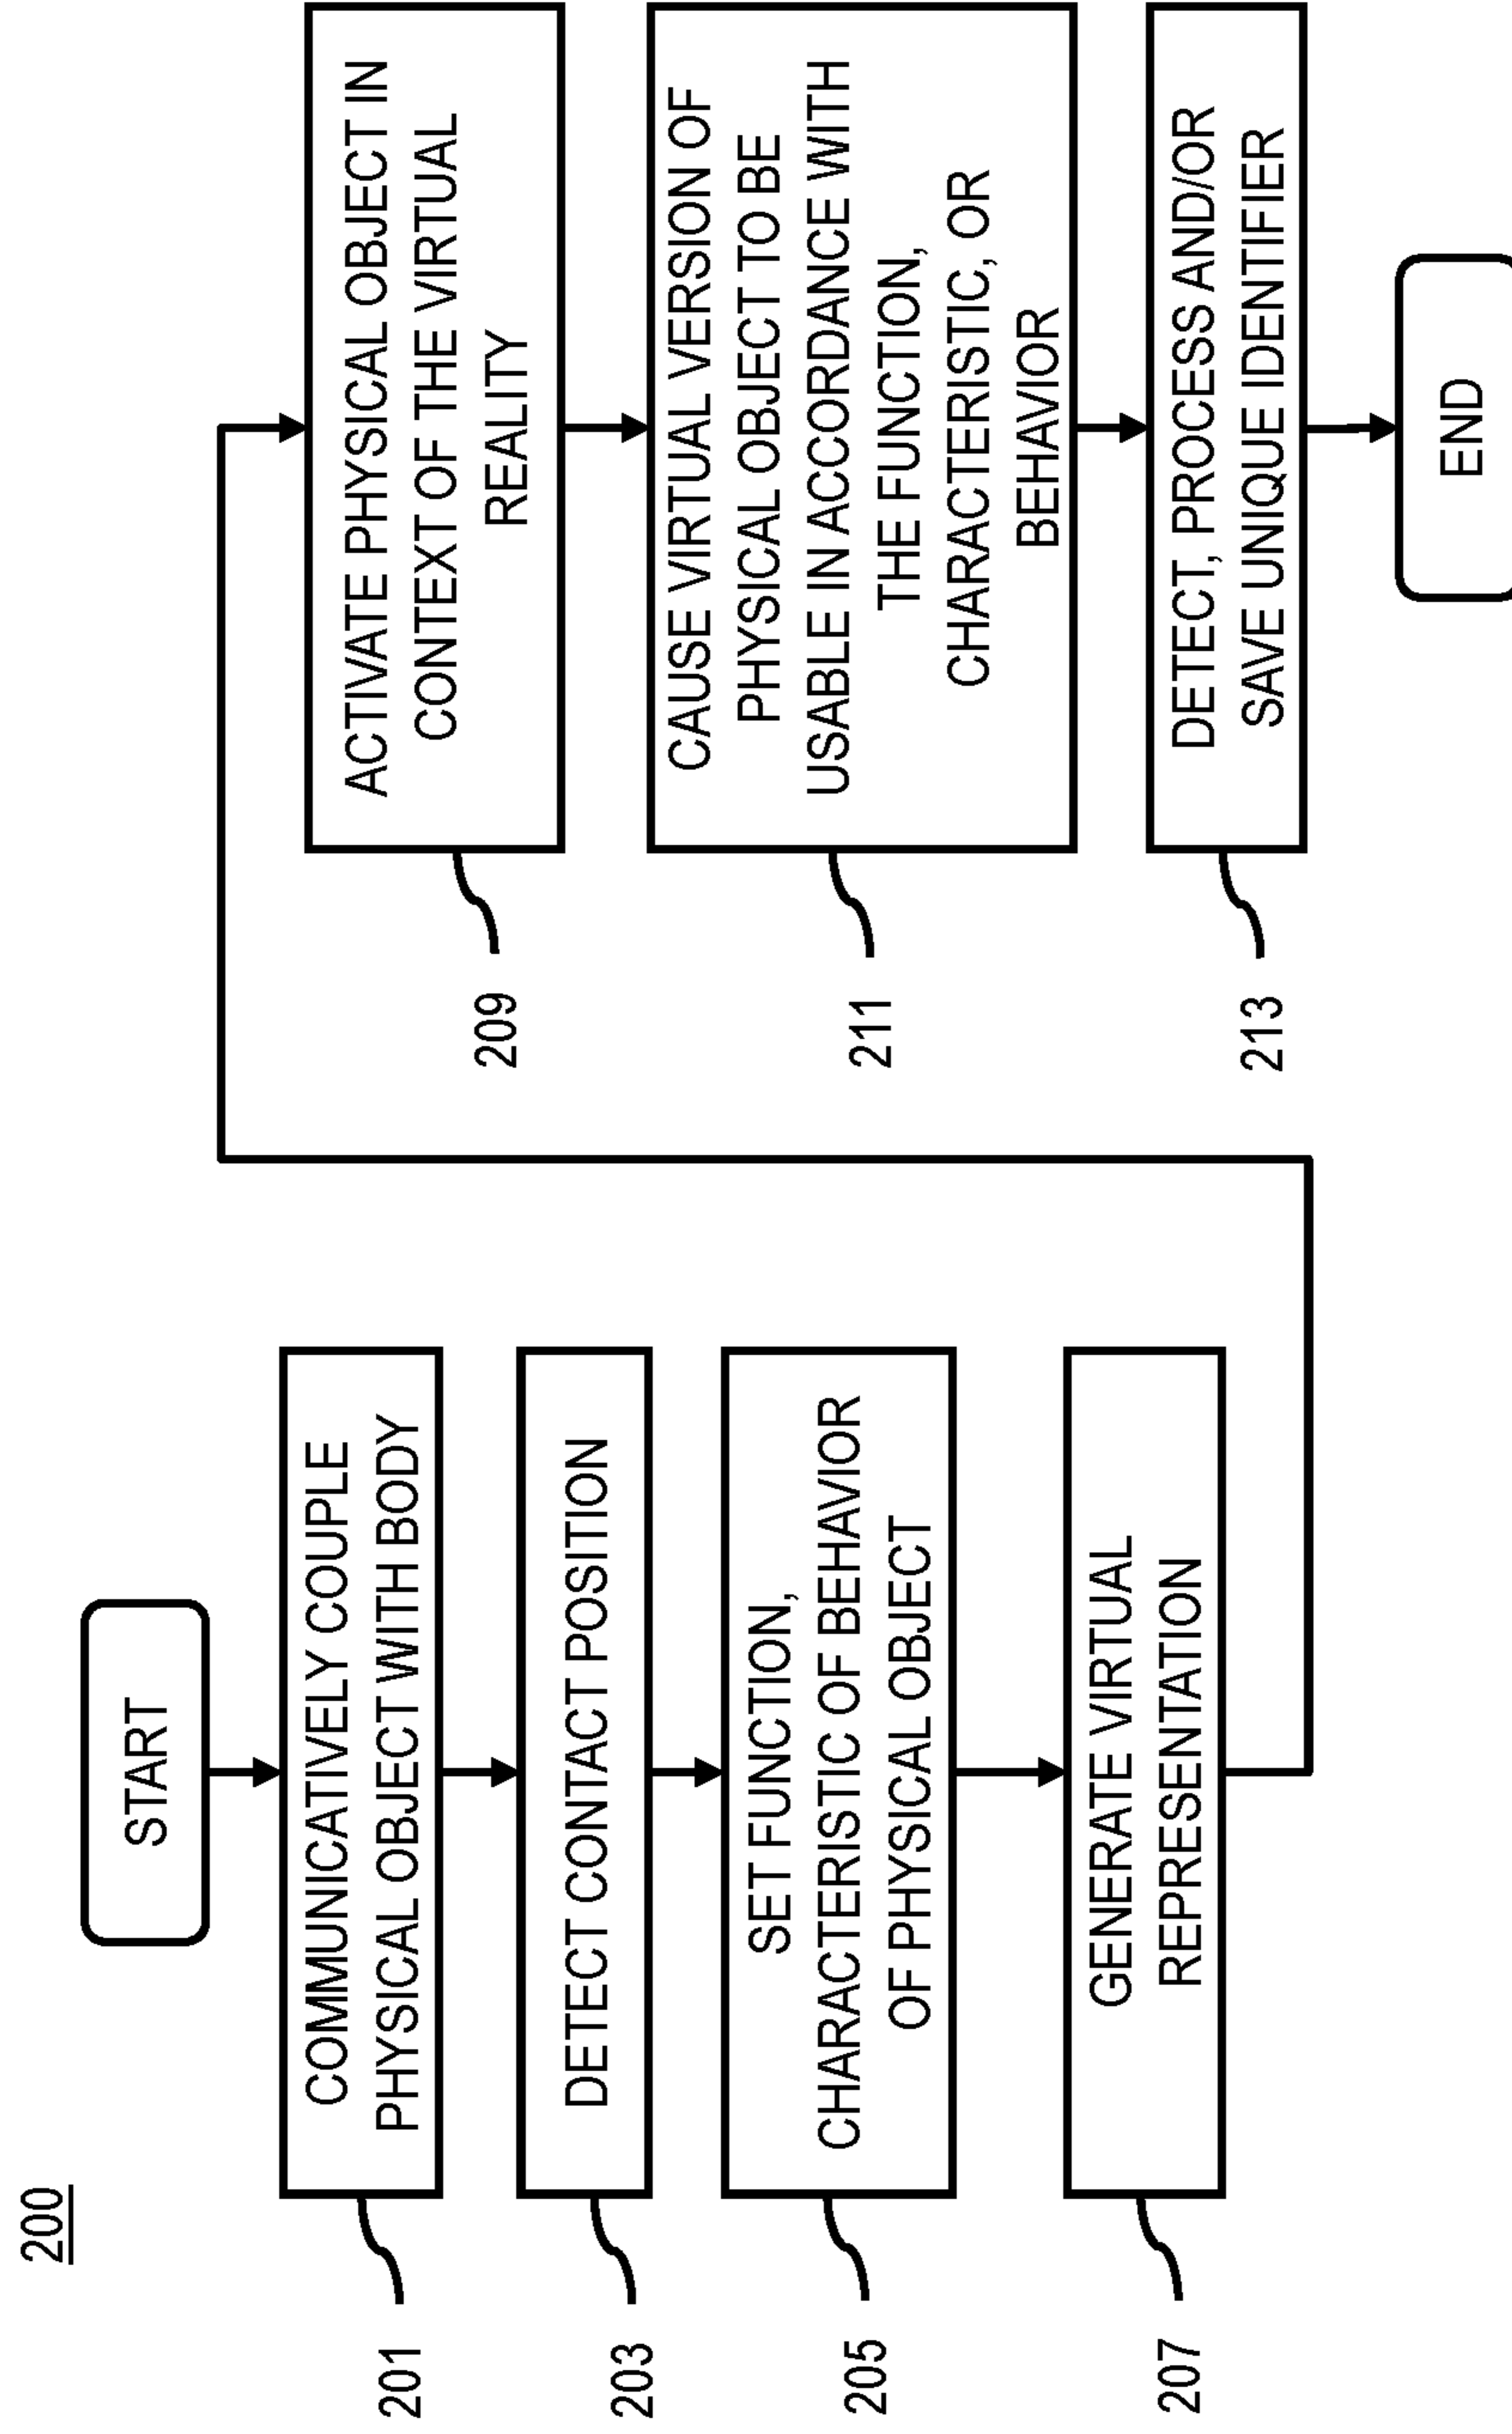 200
START
201
COMMUNICATIVELY COUPLE
PHYSICAL OBJECT WITH BODY
203
DETECT CONTACT POSITION
205
SET FUNCTION,
CHARACTERISTIC OF BEHAVIOR
OF PHYSICAL OBJECT
207
GENERATE VIRTUAL
REPRESENTATION
209
ACTIVATE PHYSICAL OBJECT IN
CONTEXT OF THE VIRTUAL
REALITY
211
CAUSE VIRTUAL VERSION OF
PHYSICAL OBJECT TO BE
USABLE IN ACCORDANCE WITH
THE FUNCTION,
CHARACTERISTIC, OR
BEHAVIOR
213
DETECT, PROCESS AND/OR
SAVE UNIQUE IDENTIFIER
END